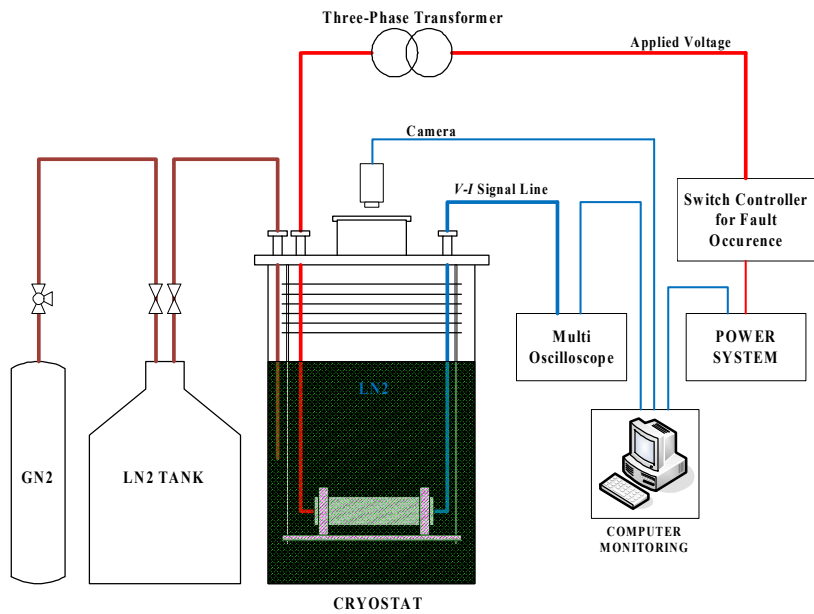 Three-Phase Transformer
Applied Voltage
Camera
V-I Signal Line
Switch Controller
for Fault
Occurence
Multi
Oscilloscope
POWER
SYSTEM
LN2
GN2
LN2 TANK
COMPUTER
MONITORING
CRYOSTAT